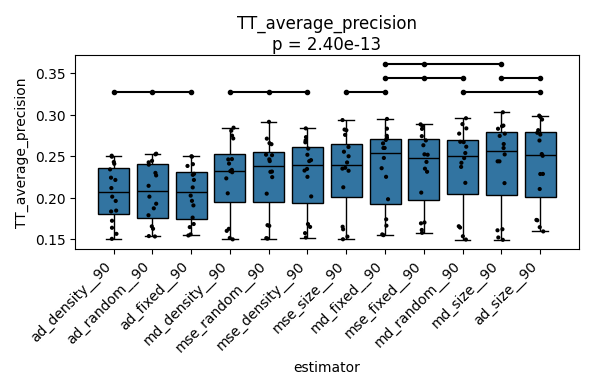 TT_average_precision
p = 2.40e-13
TT_average_precision
0.35
0.30
0.25
0.20
0.15
ad_density__90
ad_random__90
ad_fixed__90
md_density__90
mse_random__90
mse_density__90
mse_size__90
md_fixed__90
mse_fixed__90
md_random__90
md_size__90
ad_size__90
estimator